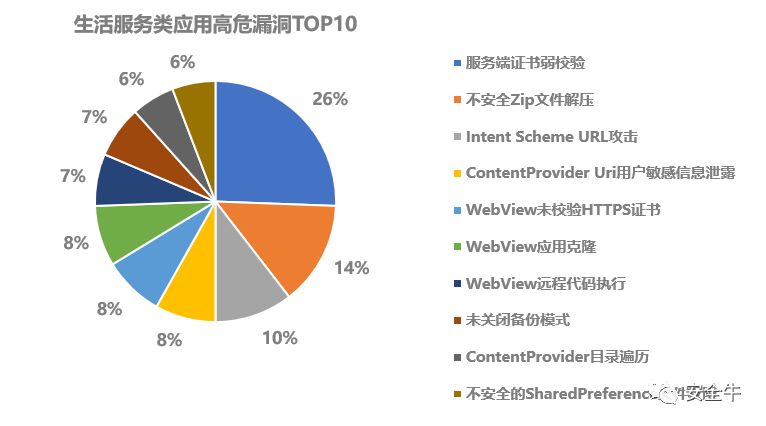 生活服务类应用高危漏洞TOP10
6%
6%
26%
7%
7%
8%
14%
8%
8%
10%
服务端证书弱校验
不安全Zip文件解压
Intent Scheme URL攻击
ContentProvider Uri用户敏感信息泄露
WebView未校验HTTPS证书
WebView应用克隆
WebView远程代码执行
未关闭备份模式
ContentProvider目录遍历
不安全的SharedPreferenc
安全牛